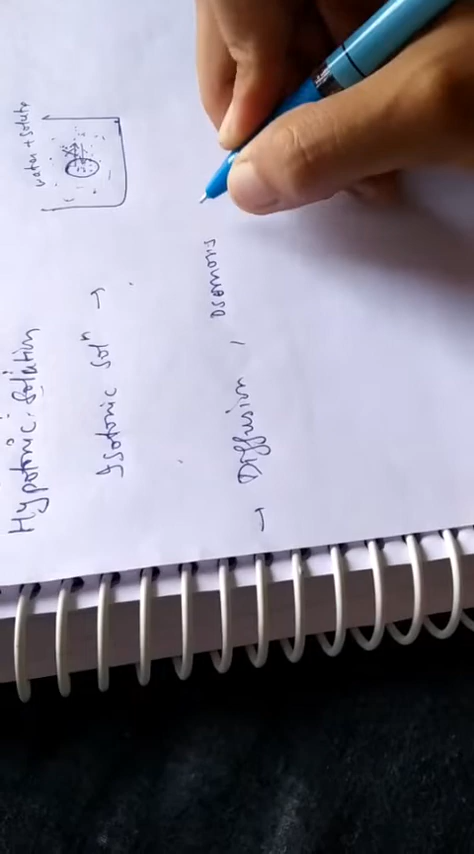 water + solute
Hypotonic solution
Isotonic solⁿ →
→ Diffusion , osmosis